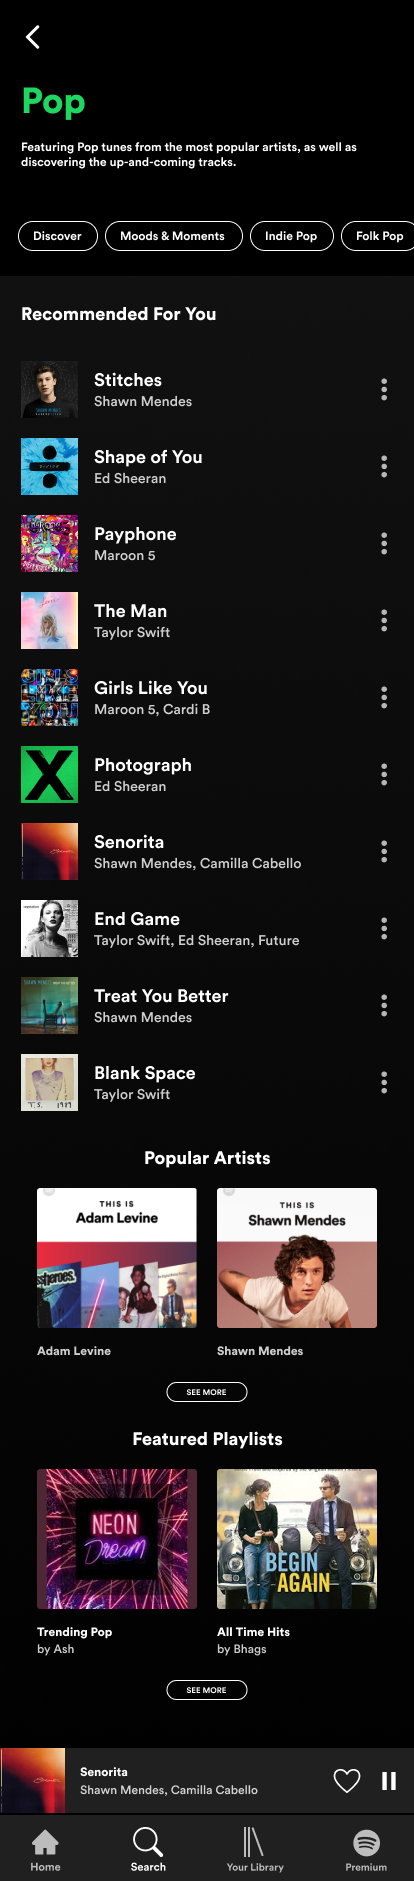 Pop
Featuring Pop tunes from the most popular artists, as well as
discovering the up-and-coming tracks.
Discover
Moods & Moments
Indie Pop
Folk Pop
Recommended For You
Stitches
Shawn Mendes
Shape of You
Ed Sheeran
Payphone
Maroon 5
The Man
Taylor Swift
Girls Like You
Maroon 5, Cardi B
Photograph
Ed Sheeran
Senorita
Shawn Mendes, Camilla Cabello
End Game
Taylor Swift, Ed Sheeran, Future
Treat You Better
Shawn Mendes
T. S. 1989
Blank Space
Taylor Swift
Popular Artists
THIS IS
Adam Levine
THIS IS
Shawn Mendes
Adam Levine
Shawn Mendes
SEE MORE
Featured Playlists
NEON
Dream
BEGIN
AGAIN
Trending Pop
by Ash
All Time Hits
by Bhags
SEE MORE
Senorita
Shawn Mendes, Camilla Cabello
Home
Search
Your Library
Premium